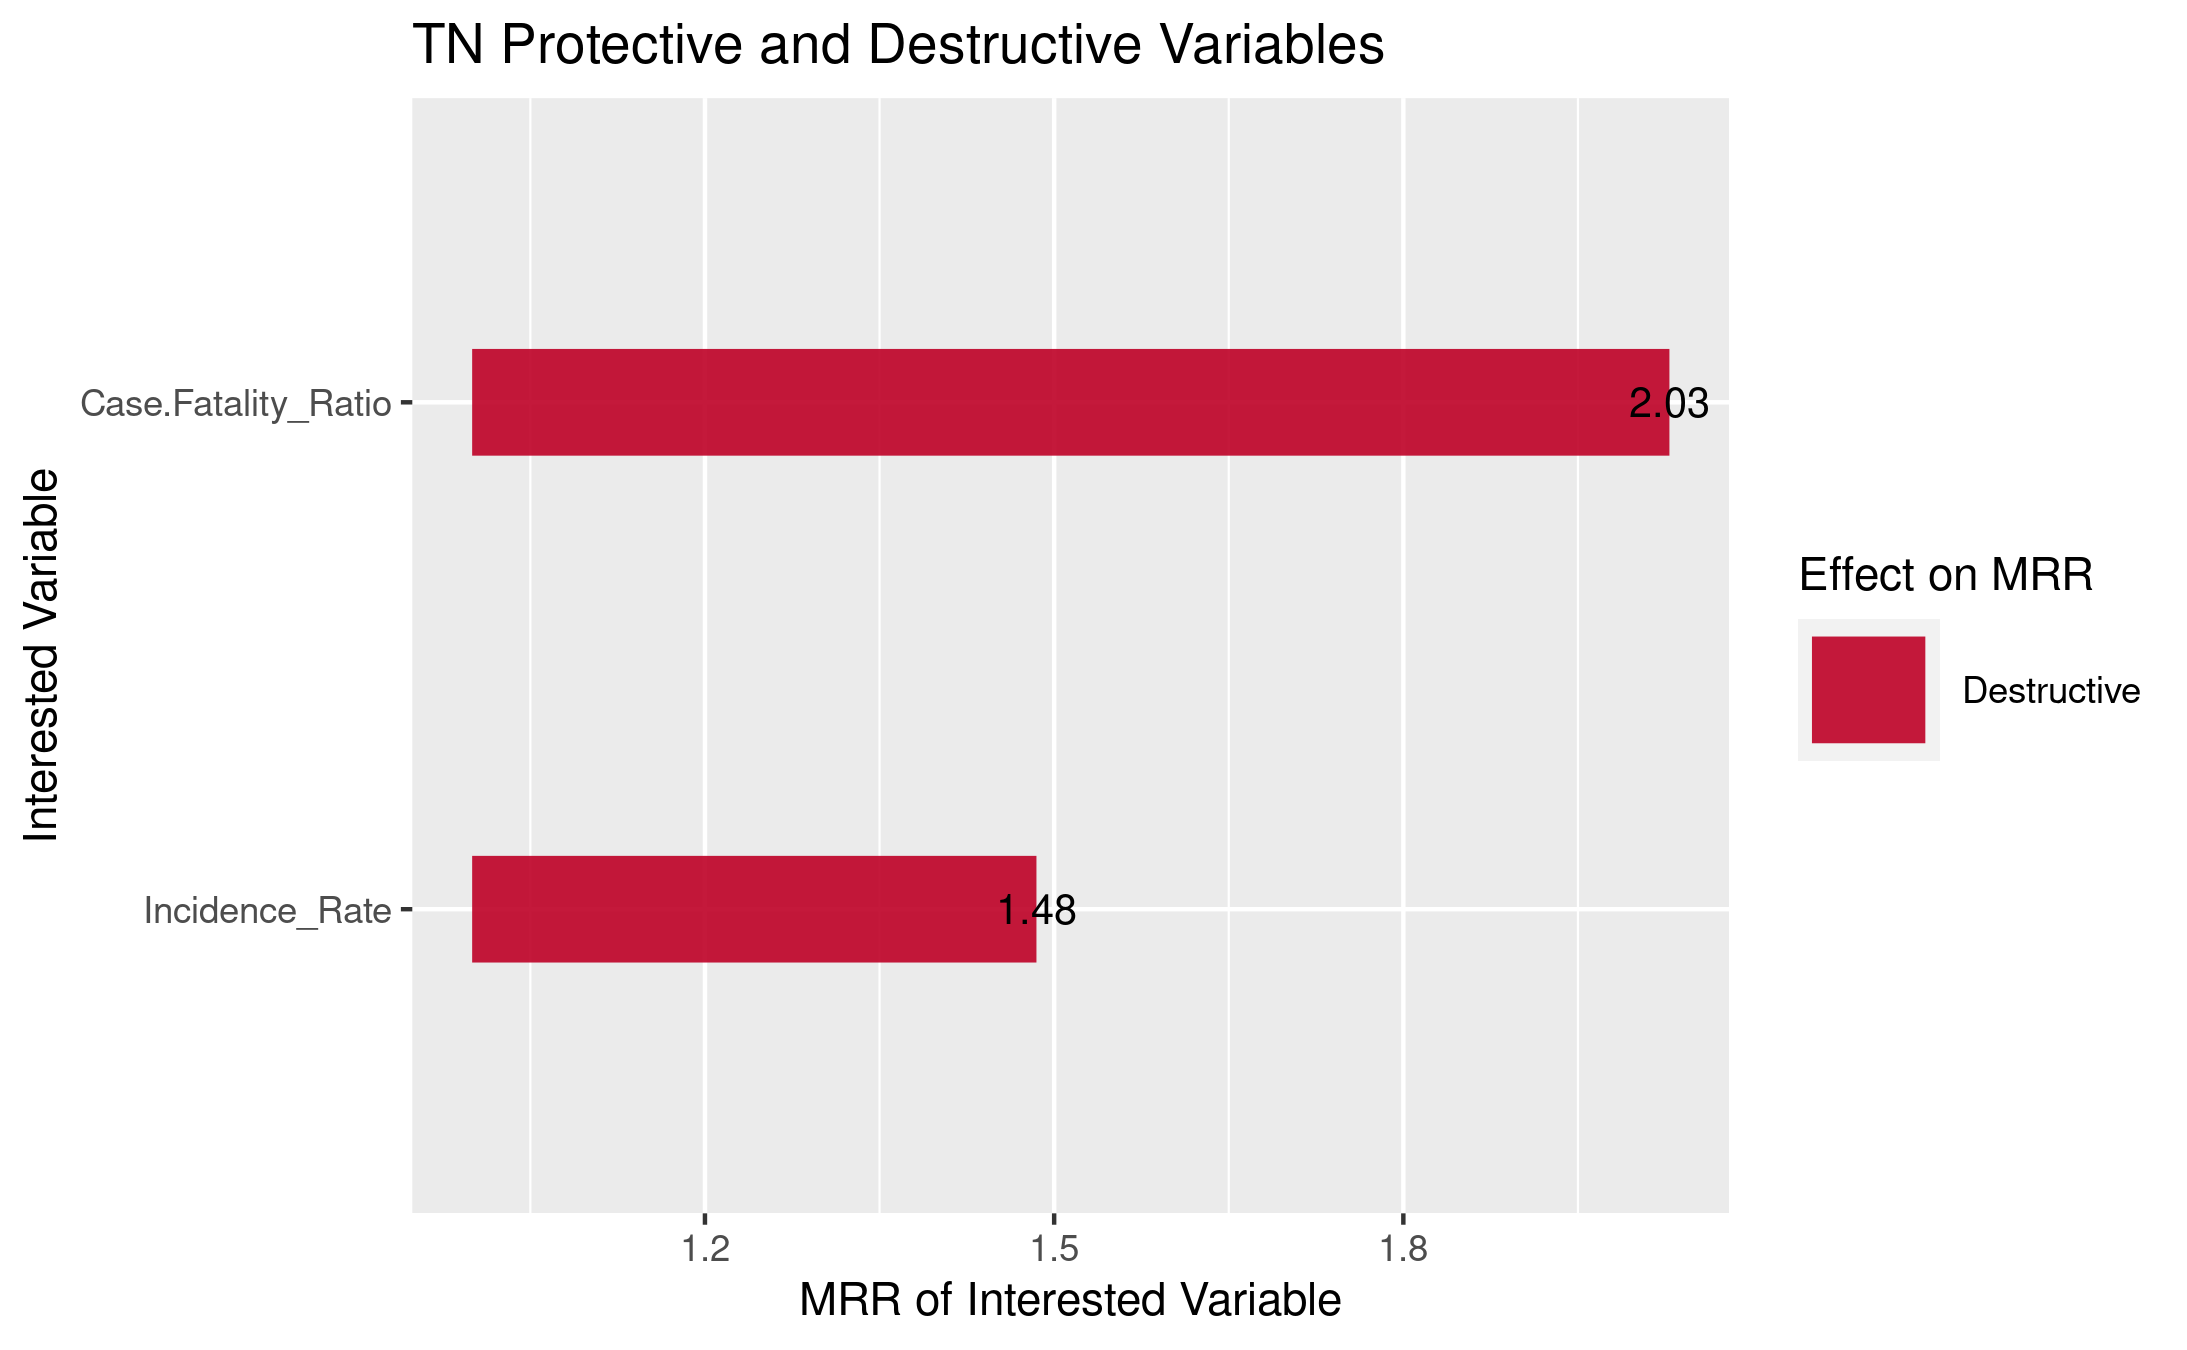 TN Protective and Destructive Variables
Interested Variable
Case.Fatality_Ratio
2.03
Incidence_Rate
1.48
1.2
1.5
1.8
MRR of Interested Variable
Effect on MRR
Destructive